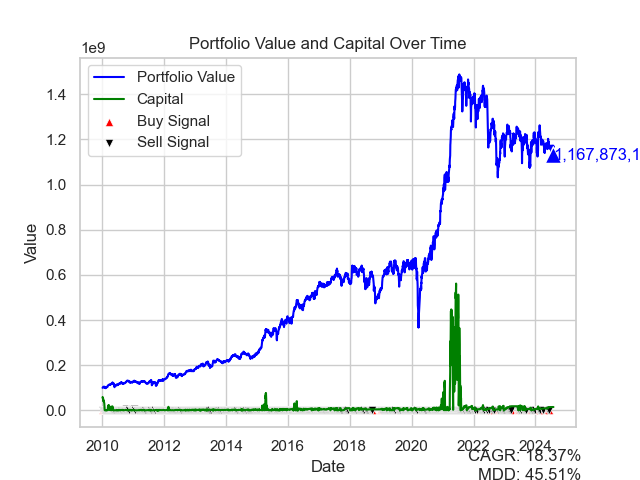 Portfolio Value and Capital Over Time
1e9
Portfolio Value
Capital
Buy Signal
Sell Signal
1.4
1.2
1.0
0.8
0.6
0.4
0.2
0.0
Value
1,167,873,1
2010 2012 2014 2016 2018 2020 2022 2024
Date
CAGR: 18.37%
MDD: 45.51%